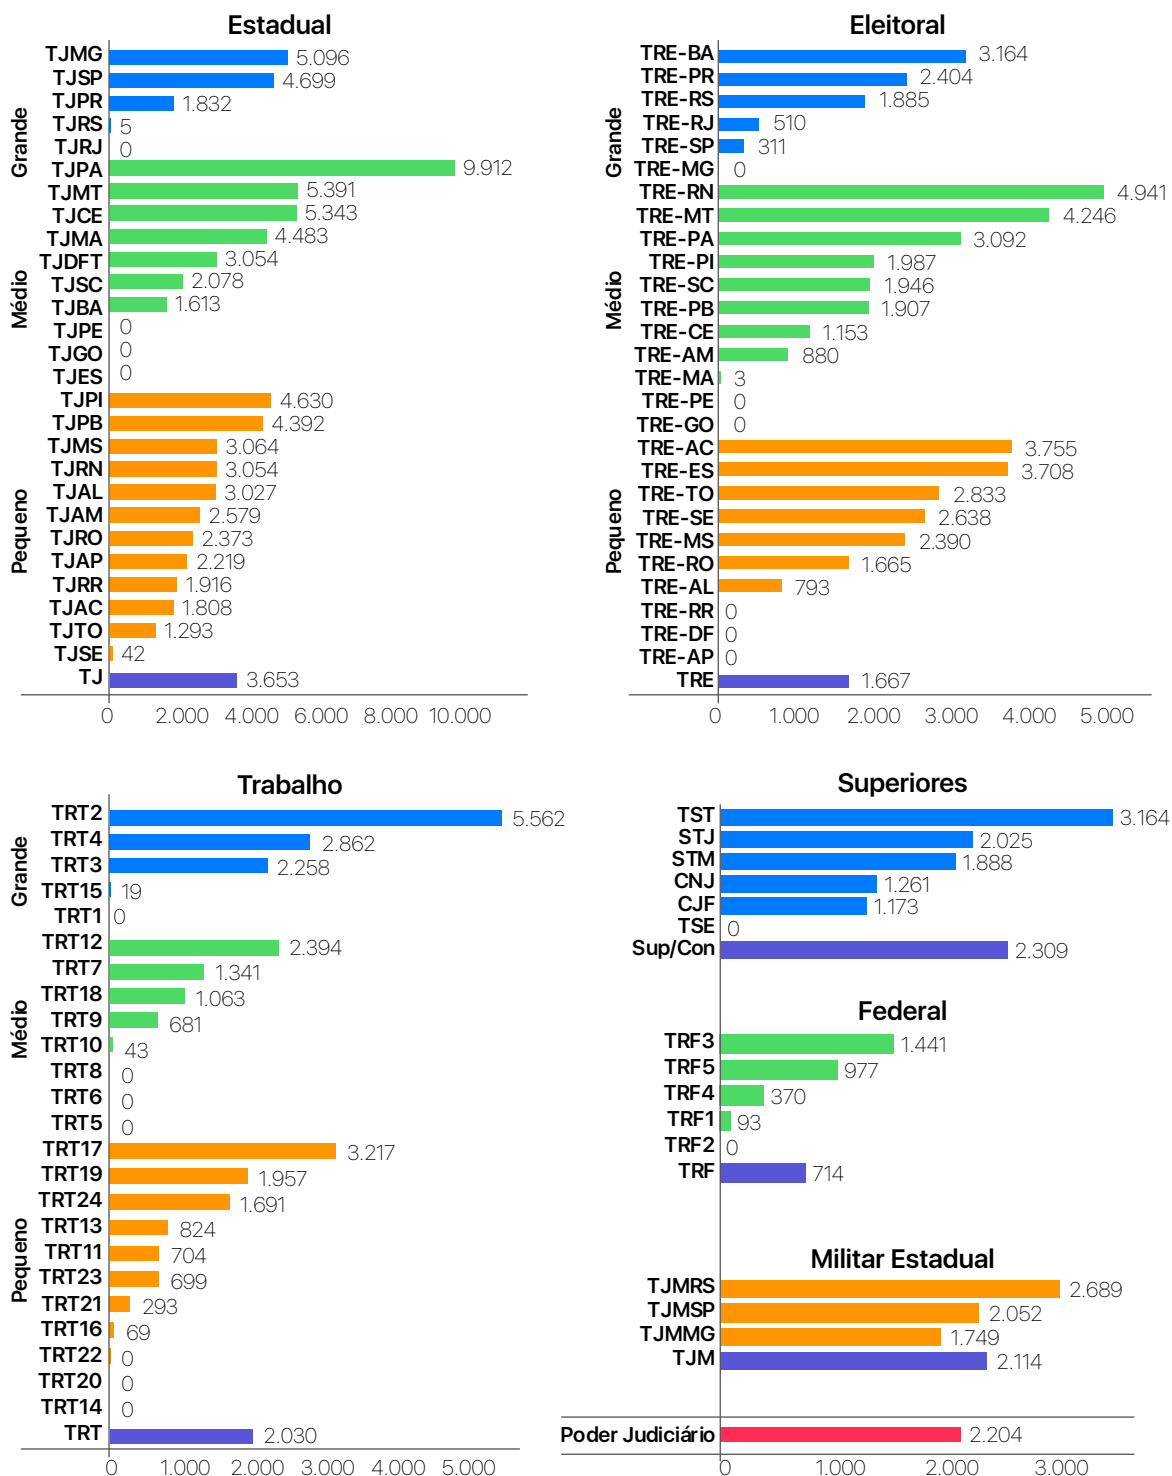 Estadual
Grande
TJMG 5.096
TJSP 4.699
TJPR 1.832
TJRS 5
TJRJ 0
Médio
TJPA 9.912
TJMT 5.391
TJCE 5.343
TJMA 4.483
TJDFT 3.054
TJSC 2.078
TJBA 1.613
TJPE 0
TJGO 0
TJES 0
Pequeno
TJPI 4.630
TJPB 4.392
TJMS 3.064
TJRN 3.054
TJAL 3.027
TJAM 2.579
TJRO 2.373
TJAP 2.219
TJRR 1.916
TJAC 1.808
TJTO 1.293
TJSE 42
TJ 3.653
0 2.000 4.000 6.000 8.000 10.000
Eleitoral
Grande
TRE-BA 3.164
TRE-PR 2.404
TRE-RS 1.885
TRE-RJ 510
TRE-SP 311
TRE-MG 0
Médio
TRE-RN 4.941
TRE-MT 4.246
TRE-PA 3.092
TRE-PI 1.987
TRE-SC 1.946
TRE-PB 1.907
TRE-CE 1.153
TRE-AM 880
TRE-MA 3
TRE-PE 0
TRE-GO 0
Pequeno
TRE-AC 3.755
TRE-ES 3.708
TRE-TO 2.833
TRE-SE 2.638
TRE-MS 2.390
TRE-RO 1.665
TRE-AL 793
TRE-RR 0
TRE-DF 0
TRE-AP 0
TRE 1.667
0 1.000 2.000 3.000 4.000 5.000
Trabalho
Grande
TRT2 5.562
TRT4 2.862
TRT3 2.258
TRT15 19
TRT1 0
Médio
TRT12 2.394
TRT7 1.341
TRT18 1.063
TRT9 681
TRT10 43
TRT8 0
TRT6 0
TRT5 0
Pequeno
TRT17 3.217
TRT19 1.957
TRT24 1.691
TRT13 824
TRT11 704
TRT23 699
TRT21 293
TRT16 69
TRT22 0
TRT20 0
TRT14 0
TRT 2.030
0 1.000 2.000 3.000 4.000 5.000
Superiores
TST 3.164
STJ 2.025
STM 1.888
CNJ 1.261
CJF 1.173
TSE 0
Sup/Con 2.309
Federal
TRF3 1.441
TRF5 977
TRF4 370
TRF1 93
TRF2 0
TRF 714
Militar Estadual
TJMRS 2.689
TJMSP 2.052
TJMMG 1.749
TJM 2.114
Poder Judiciário 2.204
0 1.000 2.000 3.000